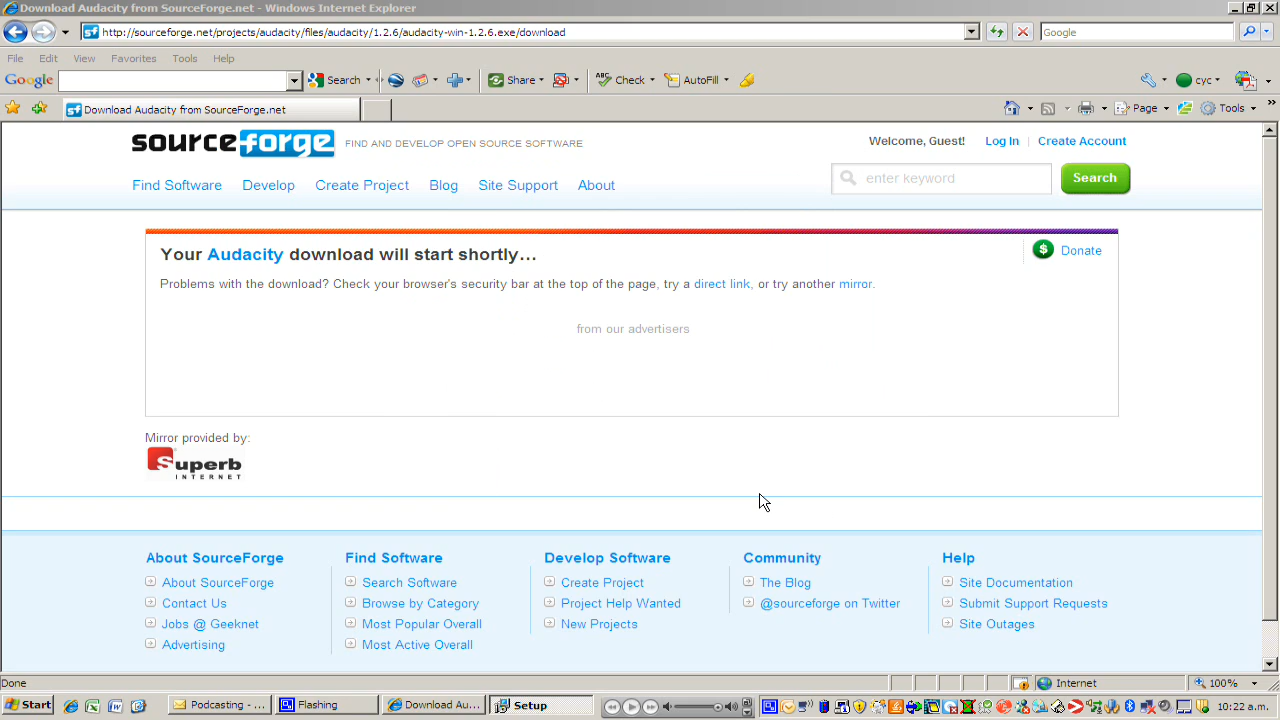 Download Audacity from SourceForge.net - Windows Internet Explorer
http://sourceforge.net/projects/audacity/files/audacity/1.2.6/audacity-win-1.2.6.exe/download
Google
File Edit View Favorites Tools Help
Google Search Share Check AutoFill cyc
Download Audacity from SourceForge.net Page Tools
sourceforge FIND AND DEVELOP OPEN SOURCE SOFTWARE Welcome, Guest! Log In Create Account
Find Software Develop Create Project Blog Site Support About enter keyword Search
Your Audacity download will start shortly... Donate
Problems with the download? Check your browser's security bar at the top of the page, try a direct link, or try another mirror.
from our advertisers
Mirror provided by:
Superb
INTERNET
About SourceForge Find Software Develop Software Community Help
About SourceForge Search Software Create Project The Blog Site Documentation
Contact Us Browse by Category Project Help Wanted @sourceforge on Twitter Submit Support Requests
Jobs @ Geeknet Most Popular Overall New Projects Site Outages
Advertising Most Active Overall
Done Internet 100%
Start Podcasting - ... Flashing Download Au... Setup 10:22 a.m.